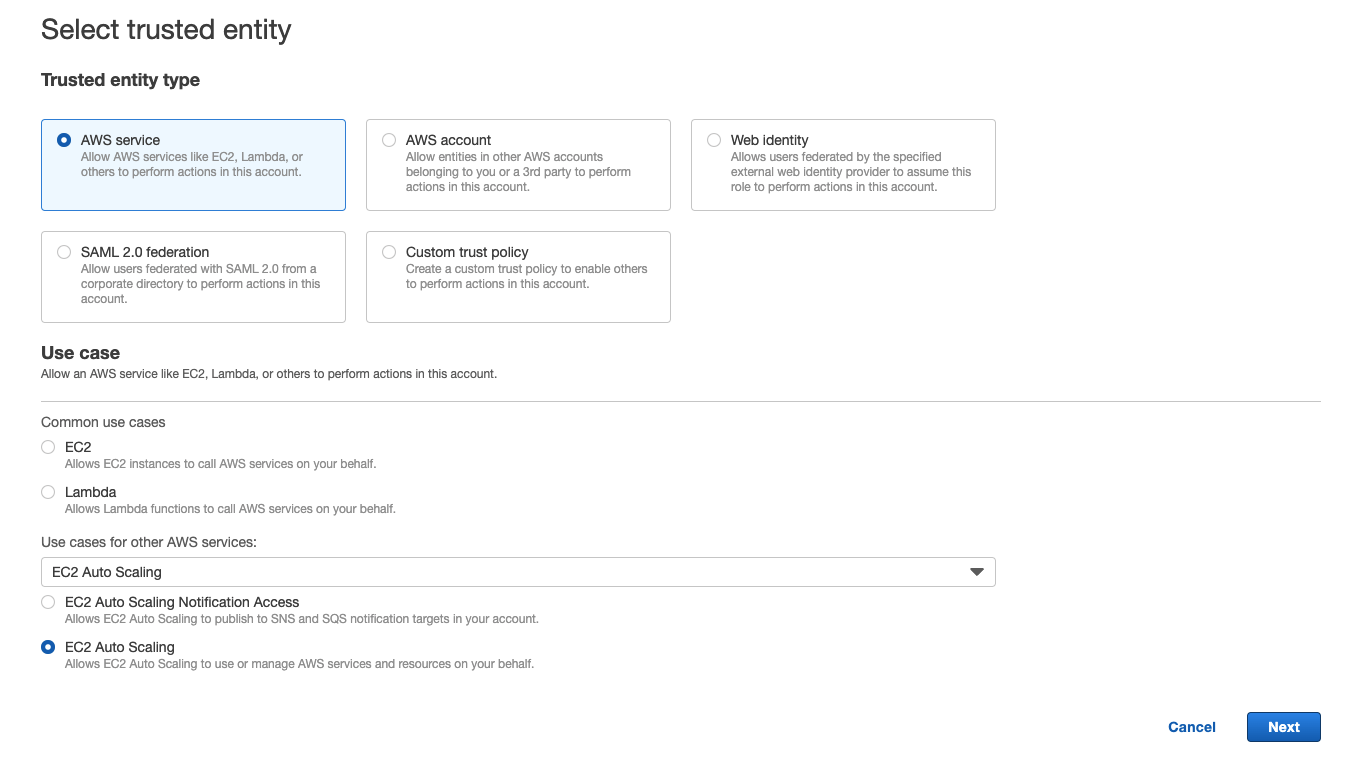 Select trusted entity
Trusted entity type
AWS service
Allow AWS services like EC2, Lambda, or
others to perform actions in this account.
AWS account
Allow entities in other AWS accounts
belonging to you or a 3rd party to perform
actions in this account.
Web identity
Allows users federated by the specified
external web identity provider to assume this
role to perform actions in this account.
SAML 2.0 federation
Allow users federated with SAML 2.0 from a
corporate directory to perform actions in this
account.
Custom trust policy
Create a custom trust policy to enable others
to perform actions in this account.
Use case
Allow an AWS service like EC2, Lambda, or others to perform actions in this account.
Common use cases
EC2
Allows EC2 instances to call AWS services on your behalf.
Lambda
Allows Lambda functions to call AWS services on your behalf.
Use cases for other AWS services:
EC2 Auto Scaling
EC2 Auto Scaling Notification Access
Allows EC2 Auto Scaling to publish to SNS and SQS notification targets in your account.
EC2 Auto Scaling
Allows EC2 Auto Scaling to use or manage AWS services and resources on your behalf.
Cancel
Next